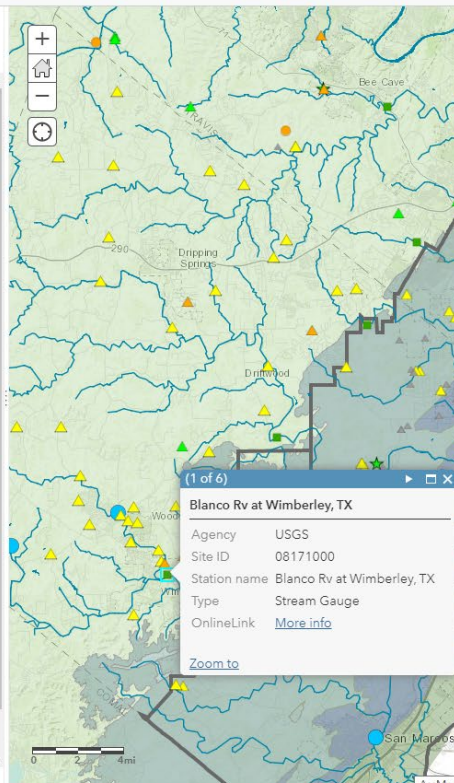 +
−
Bee Cave
TRAVIS
290
Dripping
Springs
Driftwood
(1 of 6)
Blanco Rv at Wimberley, TX
Agency USGS
Site ID 08171000
Station name Blanco Rv at Wimberley, TX
Type Stream Gauge
OnlineLink More info
Zoom to
Wood
COMAL
San Marcos
0 2 4mi